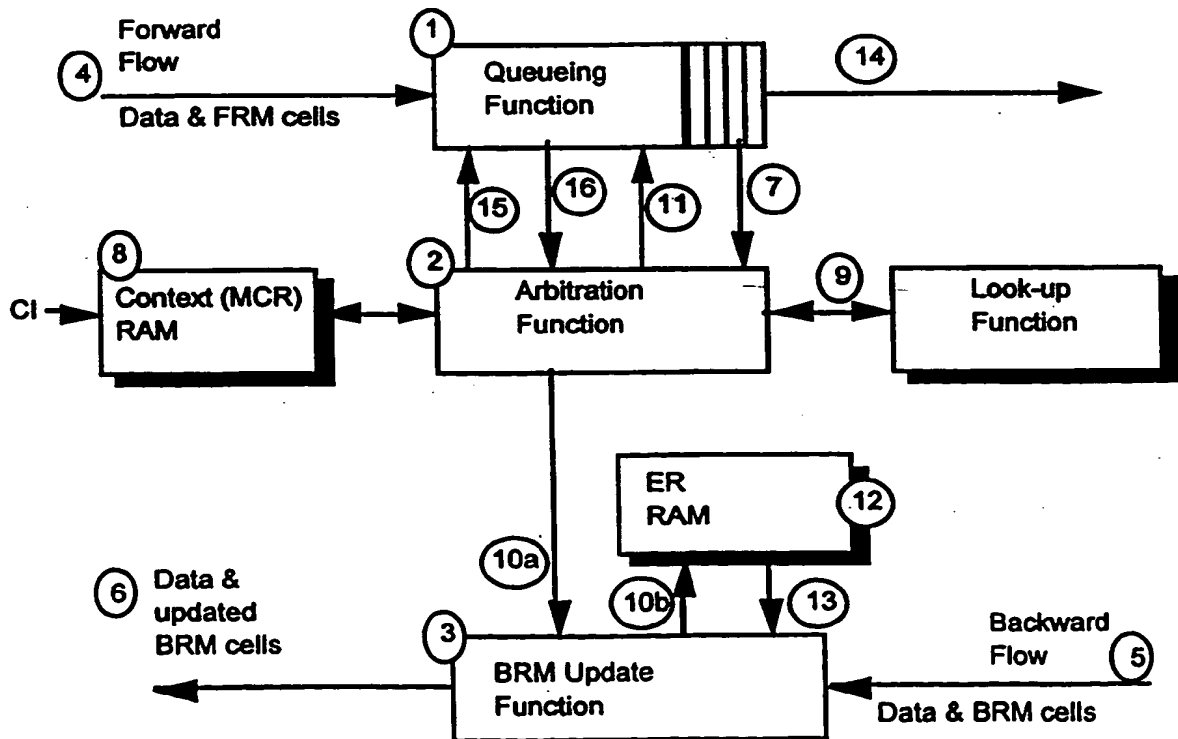 Forward
Flow
4
Data & FRM cells
1
Queueing
Function
14
15
16
11
7
8
CI
Context (MCR)
RAM
2
Arbitration
Function
9
Look-up
Function
ER
RAM
12
10a
10b
13
6
Data &
updated
BRM cells
3
BRM Update
Function
Backward
Flow
5
Data & BRM cells